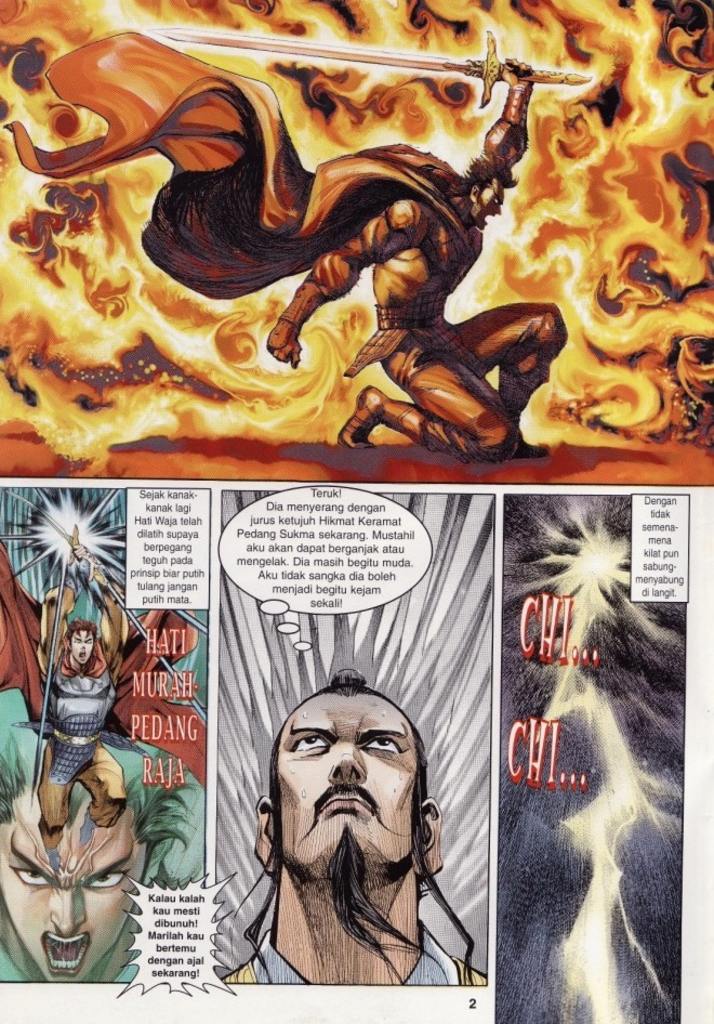 Sejak kanak-
kanak lagi
Hati Waja telah
dilatih supaya
berpegang
teguh pada
prinsip biar putih
tulang jangan
putih mata.
HATI
MURAH-
PEDANG
RAJA
Kalau kalah
kau mesti
dibunuh!
Marilah kau
bertemu
dengan ajal
sekarang!
Teruk!
Dia menyerang dengan
jurus ketujuh Hikmat Keramat
Pedang Sukma sekarang. Mustahil
aku akan dapat berganjak atau
mengelak. Dia masih begitu muda.
Aku tidak sangka dia boleh
menjadi begitu kejam
sekali!
Dengan
tidak
semena-
mena
kilat pun
sabung-
menyabung
di langit.
CHI...
CHI...
2